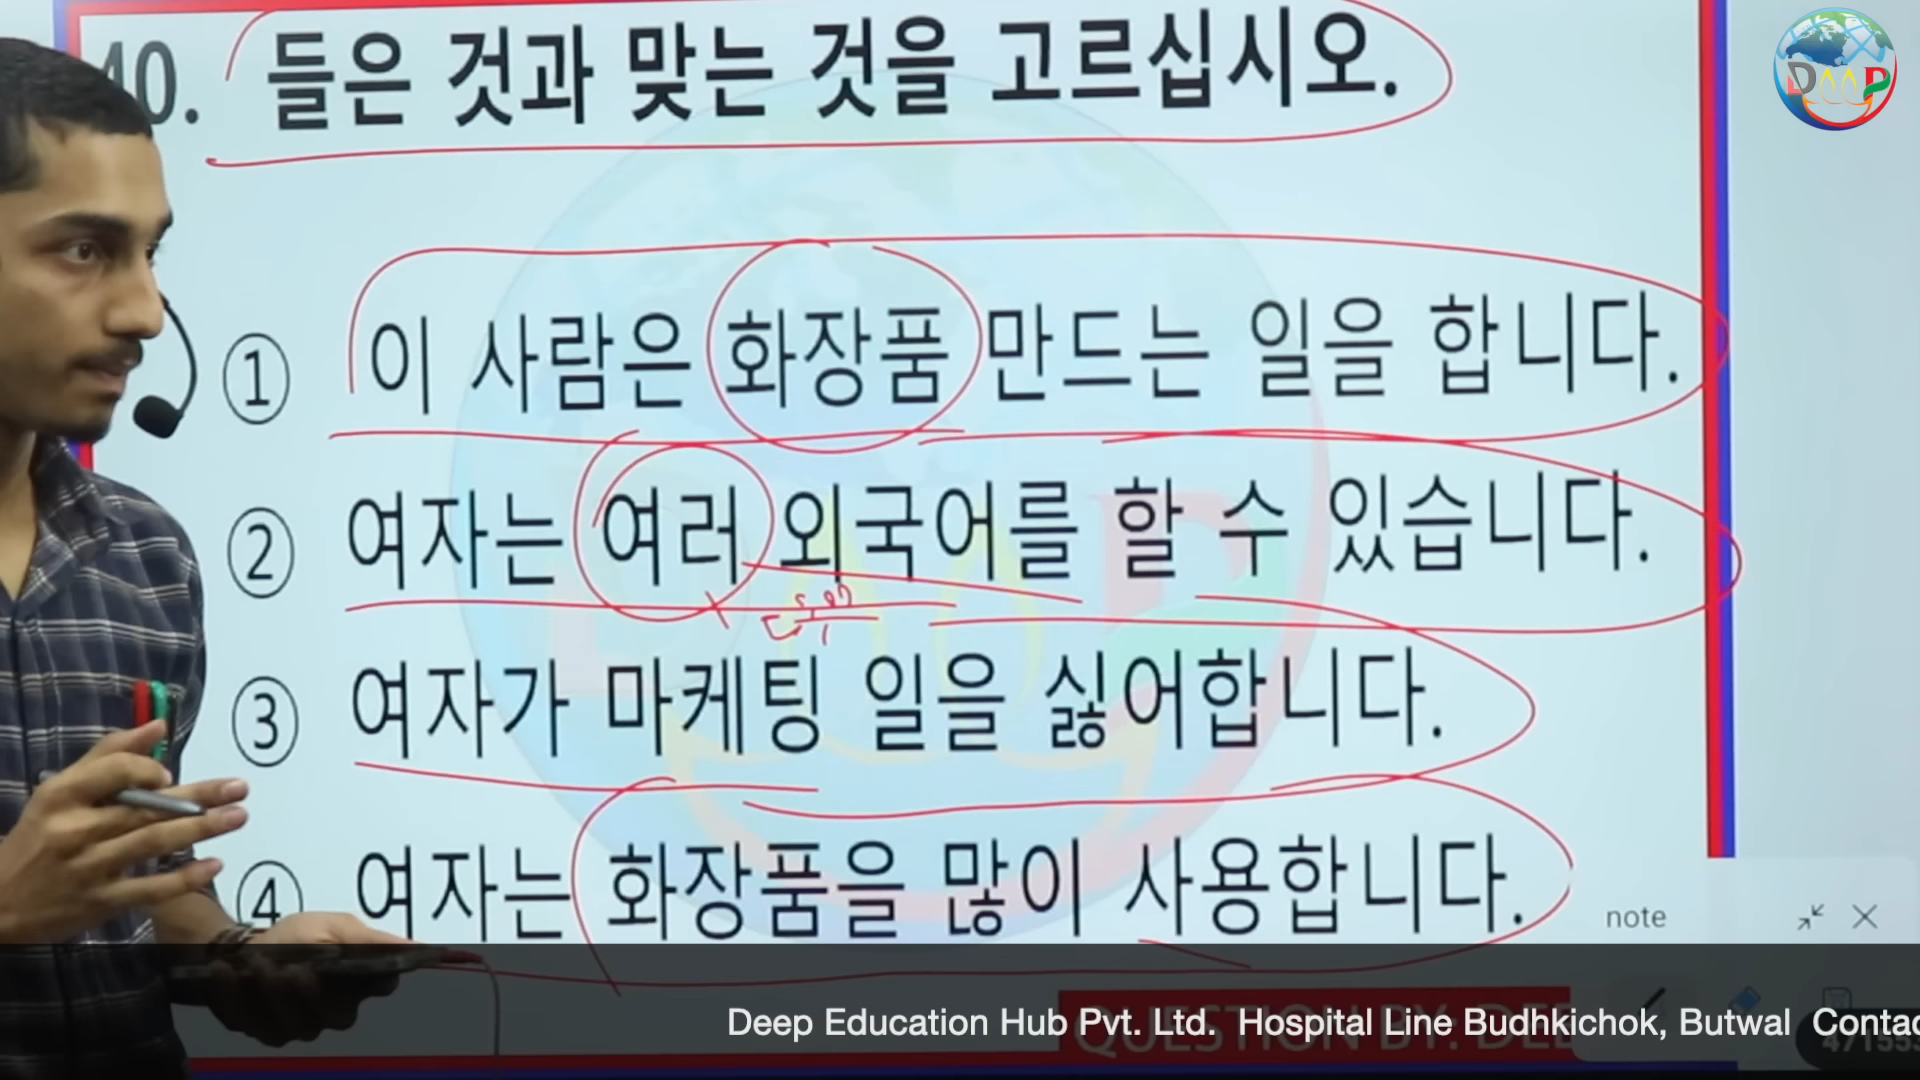 40. 들은 것과 맞는 것을 고르십시오.
① 이 사람은 화장품 만드는 일을 합니다.
② 여자는 여러 외국어를 할 수 있습니다.
③ 여자가 마케팅 일을 싫어합니다.
④ 여자는 화장품을 많이 사용합니다.
note
Deep Education Hub Pvt. Ltd. Hospital Line Budhkichok, Butwal Contac
QUESTION BY: DEE
DEEP